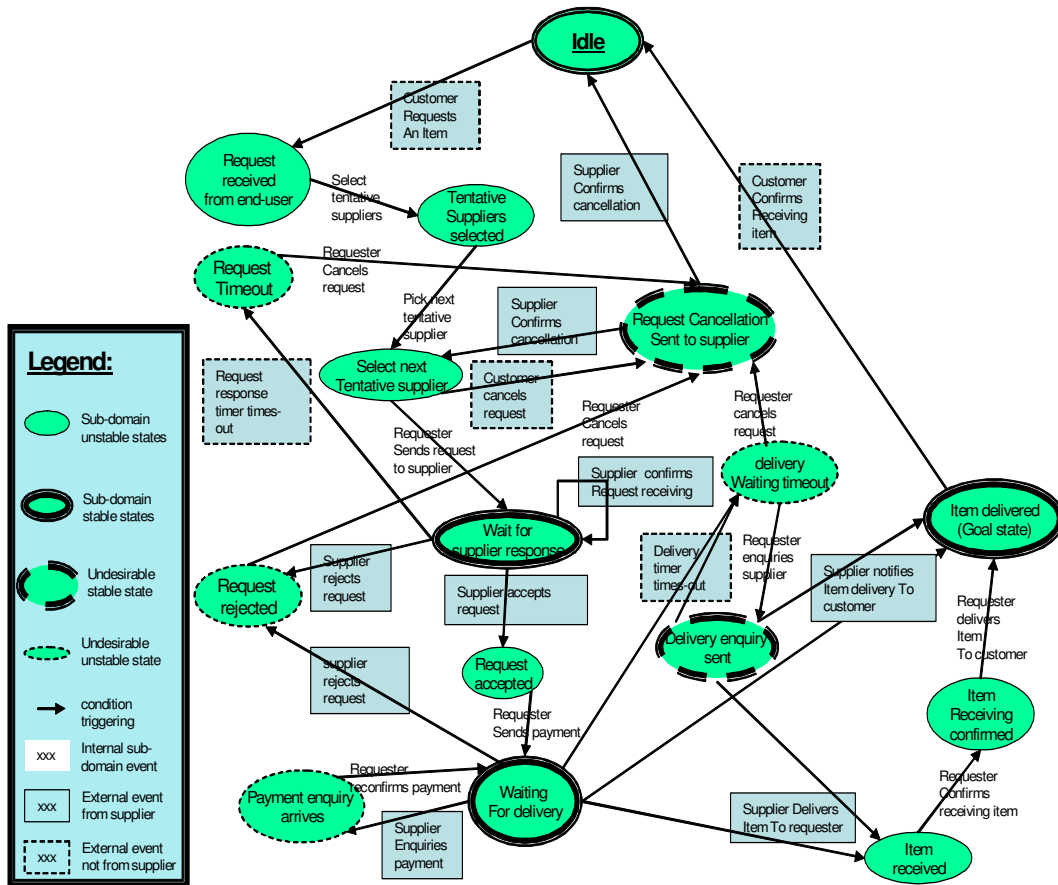 Idle
Customer
Requests
An Item
Request
received
from end-user
Select
tentative
suppliers
Tentative
Suppliers
selected
Supplier
Confirms
cancellation
Customer
Confirms
Receiving
item
Requester
Cancels
request
Request
Timeout
Pick next
tentative
supplier
Supplier
Confirms
cancellation
Request Cancellation
Sent to supplier
Select next
Tentative supplier
Customer
cancels
request
Request
response
timer times-
out
Requester
Sends request
to supplier
Requester
Cancels
request
Requester
cancels
request
delivery
Waiting timeout
Supplier confirms
Request receiving
Wait for
supplier response
Item delivered
(Goal state)
Supplier
rejects
request
Request
rejected
Supplier accepts
request
Delivery
timer
times-out
Requester
enquiries
supplier
Supplier notifies
Item delivery To
customer
Delivery enquiry
sent
Requester
delivers
Item
To customer
supplier
rejects
request
Request
accepted
Requester
Sends payment
Item
Receiving
confirmed
Requester
reconfirms payment
Payment enquiry
arrives
Waiting
For delivery
Supplier
Enquiries
payment
Supplier Delivers
Item To requester
Requester
Confirms
receiving item
Item
received
Legend:
Sub-domain
unstable states
Sub-domain
stable states
Undesirable
stable state
Undesirable
unstable state
condition
triggering
xxx
Internal sub-
domain event
xxx
External event
from supplier
xxx
External event
not from supplier